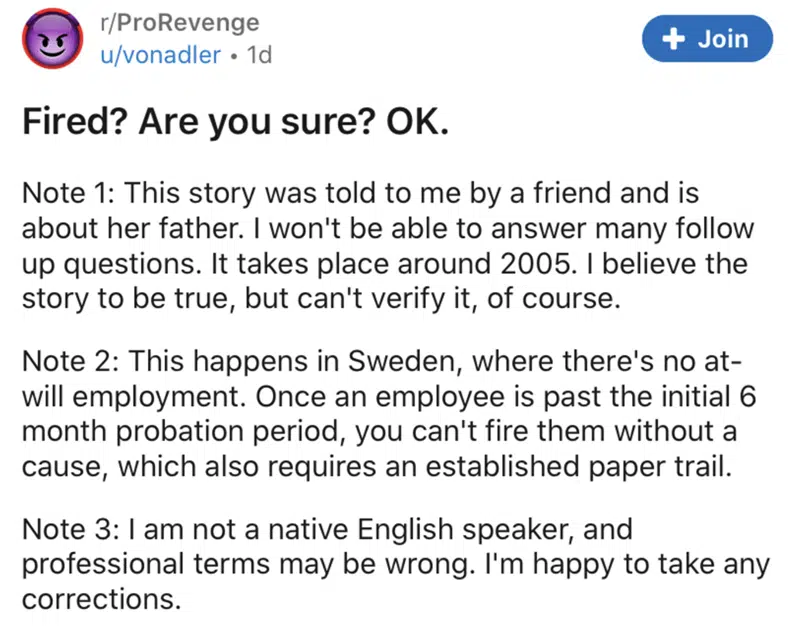 r/ProRevenge
u/vonadler • 1d
+ Join
Fired? Are you sure? OK.
Note 1: This story was told to me by a friend and is
about her father. I won't be able to answer many follow
up questions. It takes place around 2005. I believe the
story to be true, but can't verify it, of course.
Note 2: This happens in Sweden, where there's no at-
will employment. Once an employee is past the initial 6
month probation period, you can't fire them without a
cause, which also requires an established paper trail.
Note 3: I am not a native English speaker, and
professional terms may be wrong. I'm happy to take any
corrections.